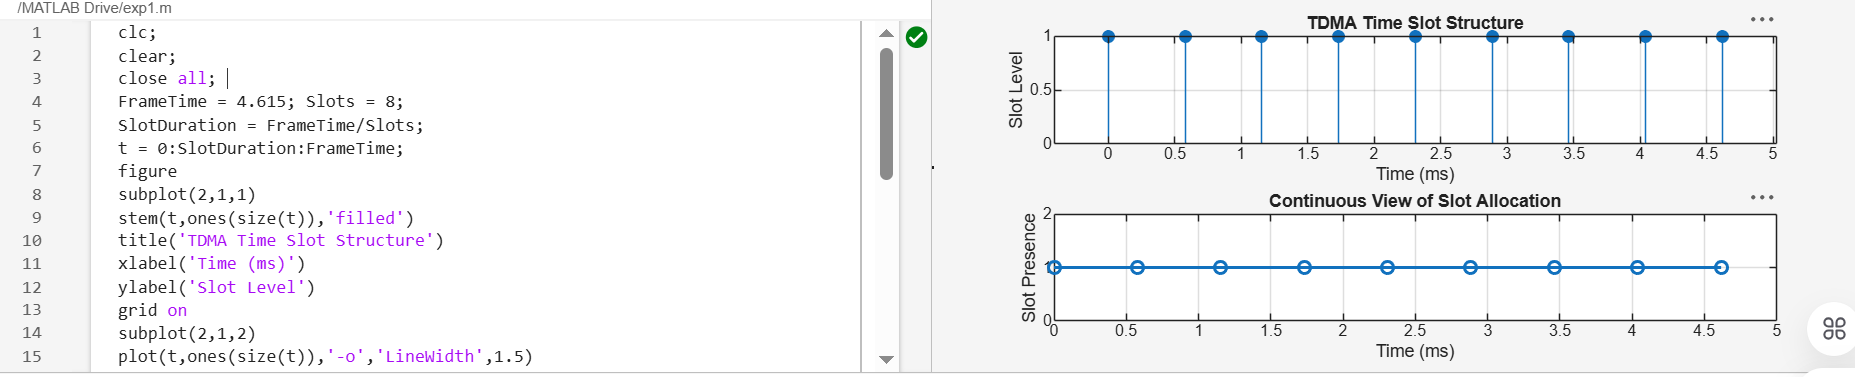 /MATLAB Drive/exp1.m
1 clc;
2 clear;
3 close all;
4 FrameTime = 4.615; Slots = 8;
5 SlotDuration = FrameTime/Slots;
6 t = 0:SlotDuration:FrameTime;
7 figure
8 subplot(2,1,1)
9 stem(t,ones(size(t)),'filled')
10 title('TDMA Time Slot Structure')
11 xlabel('Time (ms)')
12 ylabel('Slot Level')
13 grid on
14 subplot(2,1,2)
15 plot(t,ones(size(t)),'-o','LineWidth',1.5)
TDMA Time Slot Structure
Slot Level
1
0.5
0
0 0.5 1 1.5 2 2.5 3 3.5 4 4.5 5
Time (ms)
Continuous View of Slot Allocation
Slot Presence
2
1
0
0 0.5 1 1.5 2 2.5 3 3.5 4 4.5 5
Time (ms)